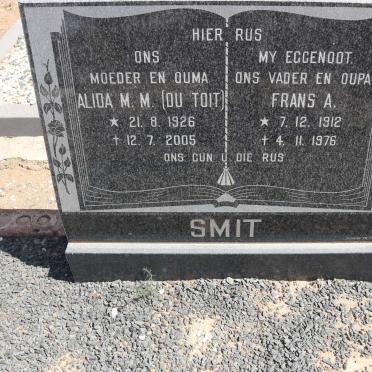 HIER RUS
ONS
MOEDER EN OUMA
ALIDA M. M. (DU TOIT)
★ 21. 8. 1926
✝ 12. 7. 2005
MY EGGENOOT
ONS VADER EN OUPA
FRANS A.
★ 7. 12. 1912
✝ 4. 11. 1976
ONS GUN U DIE RUS
SMIT